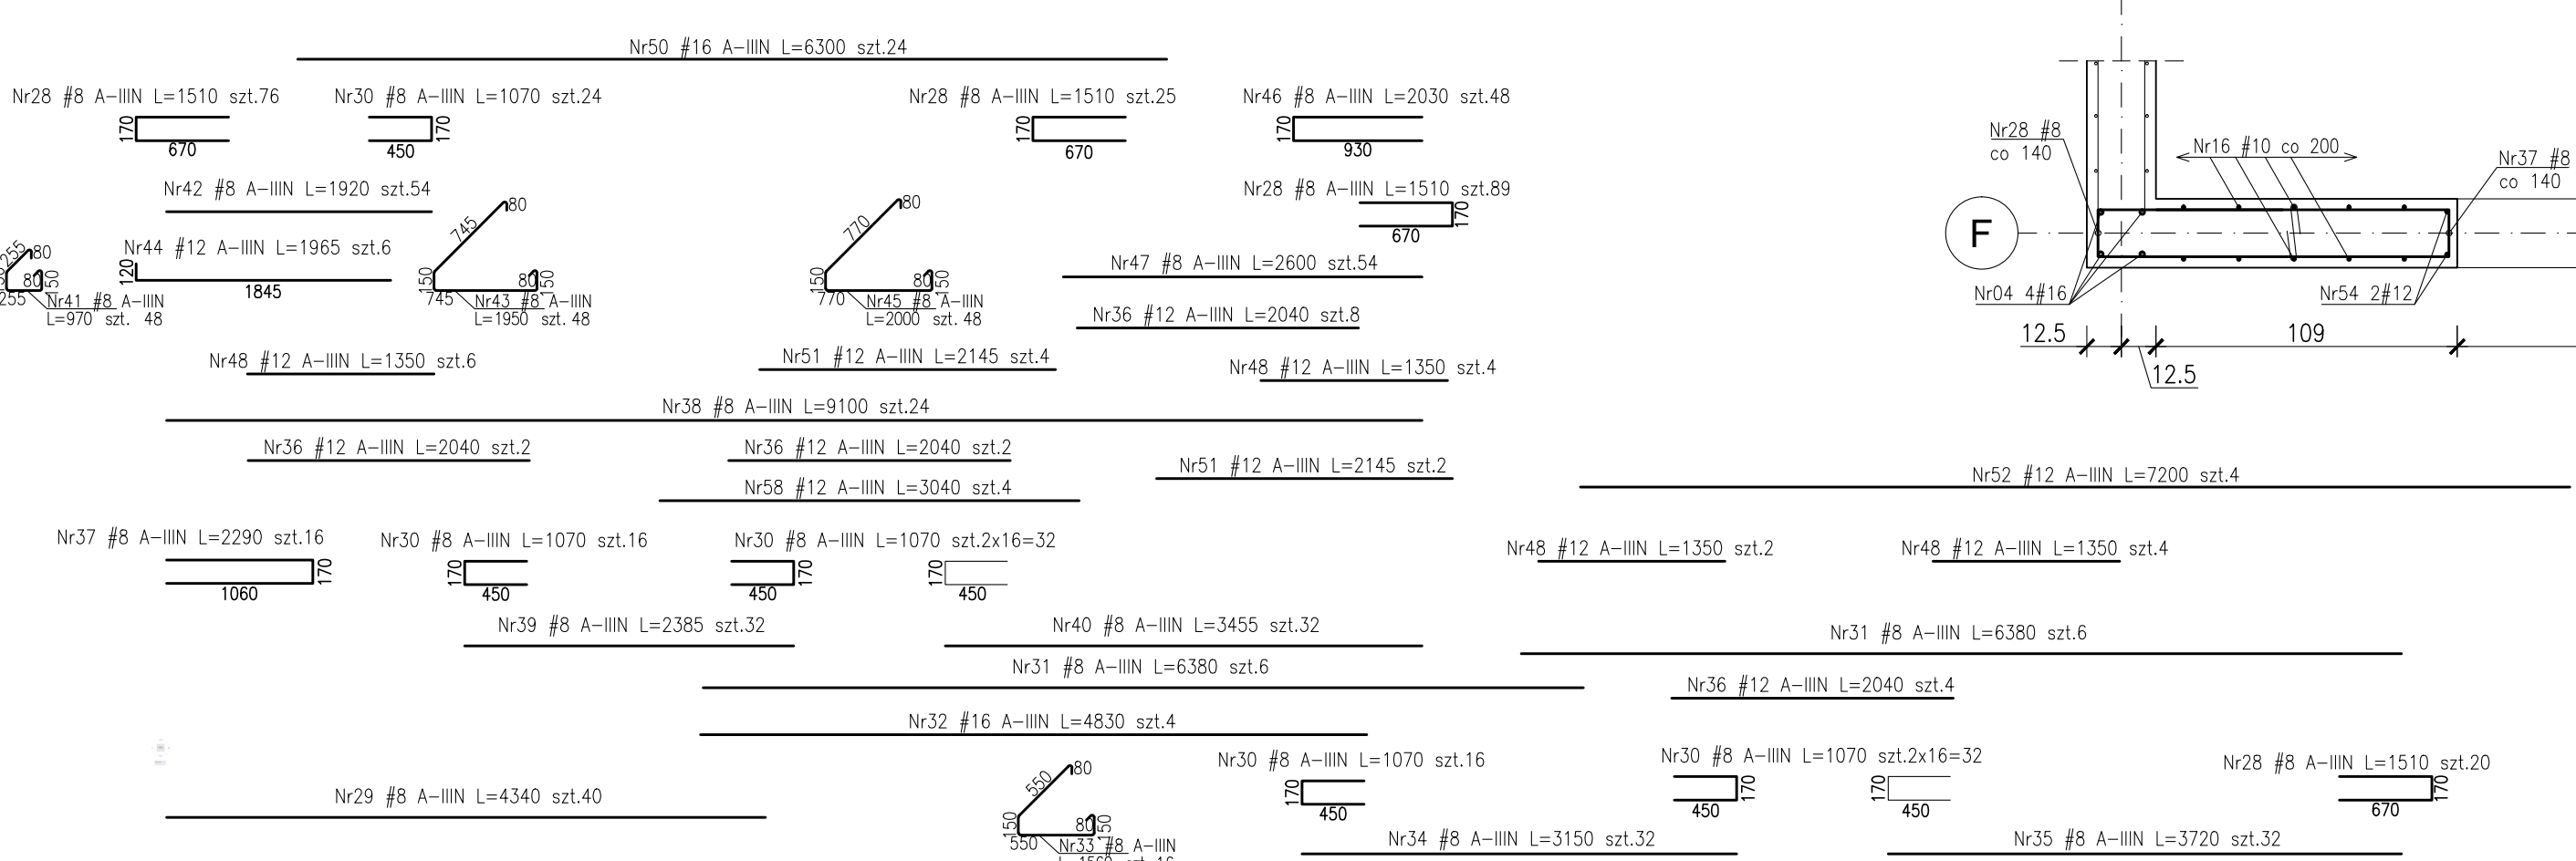 Nr50 #16 A-IIIN L=6300 szt.24
Nr28 #8 A-IIIN L=1510 szt.76
170
670
Nr30 #8 A-IIIN L=1070 szt.24
170
450
Nr28 #8 A-IIIN L=1510 szt.25
170
670
Nr46 #8 A-IIIN L=2030 szt.48
170
930
Nr42 #8 A-IIIN L=1920 szt.54
Nr28 #8 A-IIIN L=1510 szt.89
170
670
255
80
80
150
255
Nr41 #8 A-IIIN
L=970 szt. 48
Nr44 #12 A-IIIN L=1965 szt.6
120
1845
745
80
150
80
150
745
Nr43 #8 A-IIIN
L=1950 szt. 48
770
80
150
80
150
770
Nr45 #8 A-IIIN
L=2000 szt. 48
Nr47 #8 A-IIIN L=2600 szt.54
Nr36 #12 A-IIIN L=2040 szt.8
Nr48 #12 A-IIIN L=1350 szt.6
Nr51 #12 A-IIIN L=2145 szt.4
Nr48 #12 A-IIIN L=1350 szt.4
Nr38 #8 A-IIIN L=9100 szt.24
Nr36 #12 A-IIIN L=2040 szt.2
Nr36 #12 A-IIIN L=2040 szt.2
Nr51 #12 A-IIIN L=2145 szt.2
Nr58 #12 A-IIIN L=3040 szt.4
Nr37 #8 A-IIIN L=2290 szt.16
170
1060
Nr30 #8 A-IIIN L=1070 szt.16
170
450
Nr30 #8 A-IIIN L=1070 szt.2x16=32
170
450
170
450
Nr39 #8 A-IIIN L=2385 szt.32
Nr40 #8 A-IIIN L=3455 szt.32
Nr31 #8 A-IIIN L=6380 szt.6
Nr32 #16 A-IIIN L=4830 szt.4
Nr29 #8 A-IIIN L=4340 szt.40
550
80
150
80
150
550
Nr33 #8 A-IIIN
Nr30 #8 A-IIIN L=1070 szt.16
170
450
Nr34 #8 A-IIIN L=3150 szt.32
Nr28 #8
co 140
Nr16 #10 co 200
Nr37 #8
co 140
F
Nr04 4#16
Nr54 2#12
12.5
109
12.5
Nr52 #12 A-IIIN L=7200 szt.4
Nr48 #12 A-IIIN L=1350 szt.2
Nr48 #12 A-IIIN L=1350 szt.4
Nr31 #8 A-IIIN L=6380 szt.6
Nr36 #12 A-IIIN L=2040 szt.4
Nr30 #8 A-IIIN L=1070 szt.2x16=32
170
450
170
450
Nr28 #8 A-IIIN L=1510 szt.20
170
670
Nr35 #8 A-IIIN L=3720 szt.32